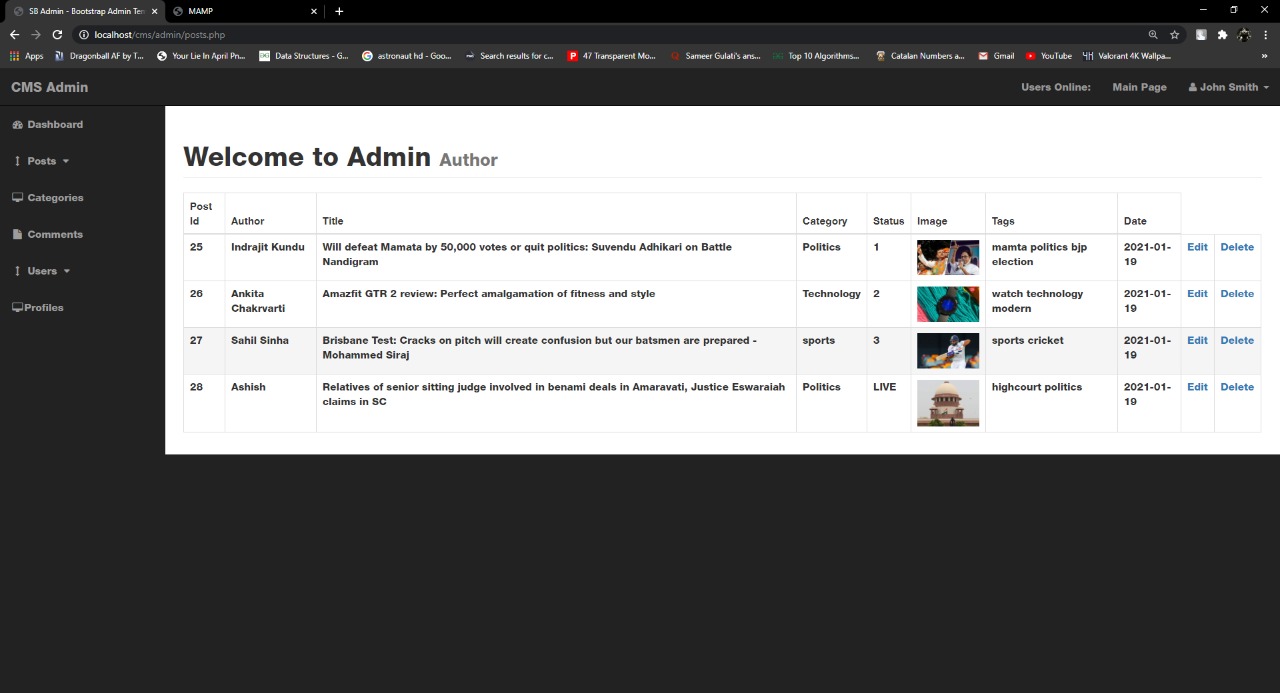 SB Admin - Bootstrap Admin Ten
MAMP
localhost/cms/admin/posts.php
Apps
Dragonball AF by T...
Your Lie In April Pn...
Data Structures - G...
astronaut hd - Goo...
Search results for c...
47 Transparent Mo...
Sameer Gulati's ans...
Top 10 Algorithms...
Catalan Numbers a...
Gmail
YouTube
Valorant 4K Wallpa...
CMS Admin
Users Online:
Main Page
John Smith
Dashboard
Posts
Categories
Comments
Users
Profiles
Welcome to Admin Author
Post
Id
Author
Title
Category
Status
Image
Tags
Date
25
Indrajit Kundu
Will defeat Mamata by 50,000 votes or quit politics: Suvendu Adhikari on Battle
Nandigram
Politics
1
mamta politics bjp
election
2021-01-
19
Edit
Delete
26
Ankita
Chakrvarti
Amazfit GTR 2 review: Perfect amalgamation of fitness and style
Technology
2
watch technology
modern
2021-01-
19
Edit
Delete
27
Sahil Sinha
Brisbane Test: Cracks on pitch will create confusion but our batsmen are prepared -
Mohammed Siraj
sports
3
sports cricket
2021-01-
19
Edit
Delete
28
Ashish
Relatives of senior sitting judge involved in benami deals in Amaravati, Justice Eswaraiah
claims in SC
Politics
LIVE
highcourt politics
2021-01-
19
Edit
Delete